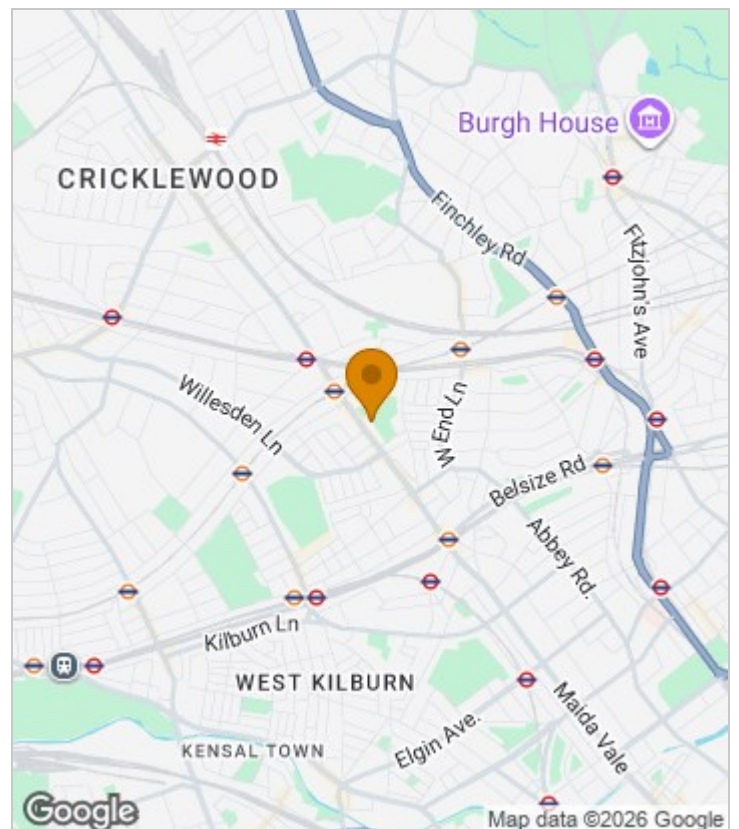 Burgh House
CRICKLEWOOD
Finchley Rd
Fitzjohn's Ave
Willesden Ln
W End Ln
Belsize Rd
Abbey Rd.
Kilburn Ln
WEST KILBURN
Maida Vale
Elgin Ave.
KENSAL TOWN
Google
Map data ©2026 Google